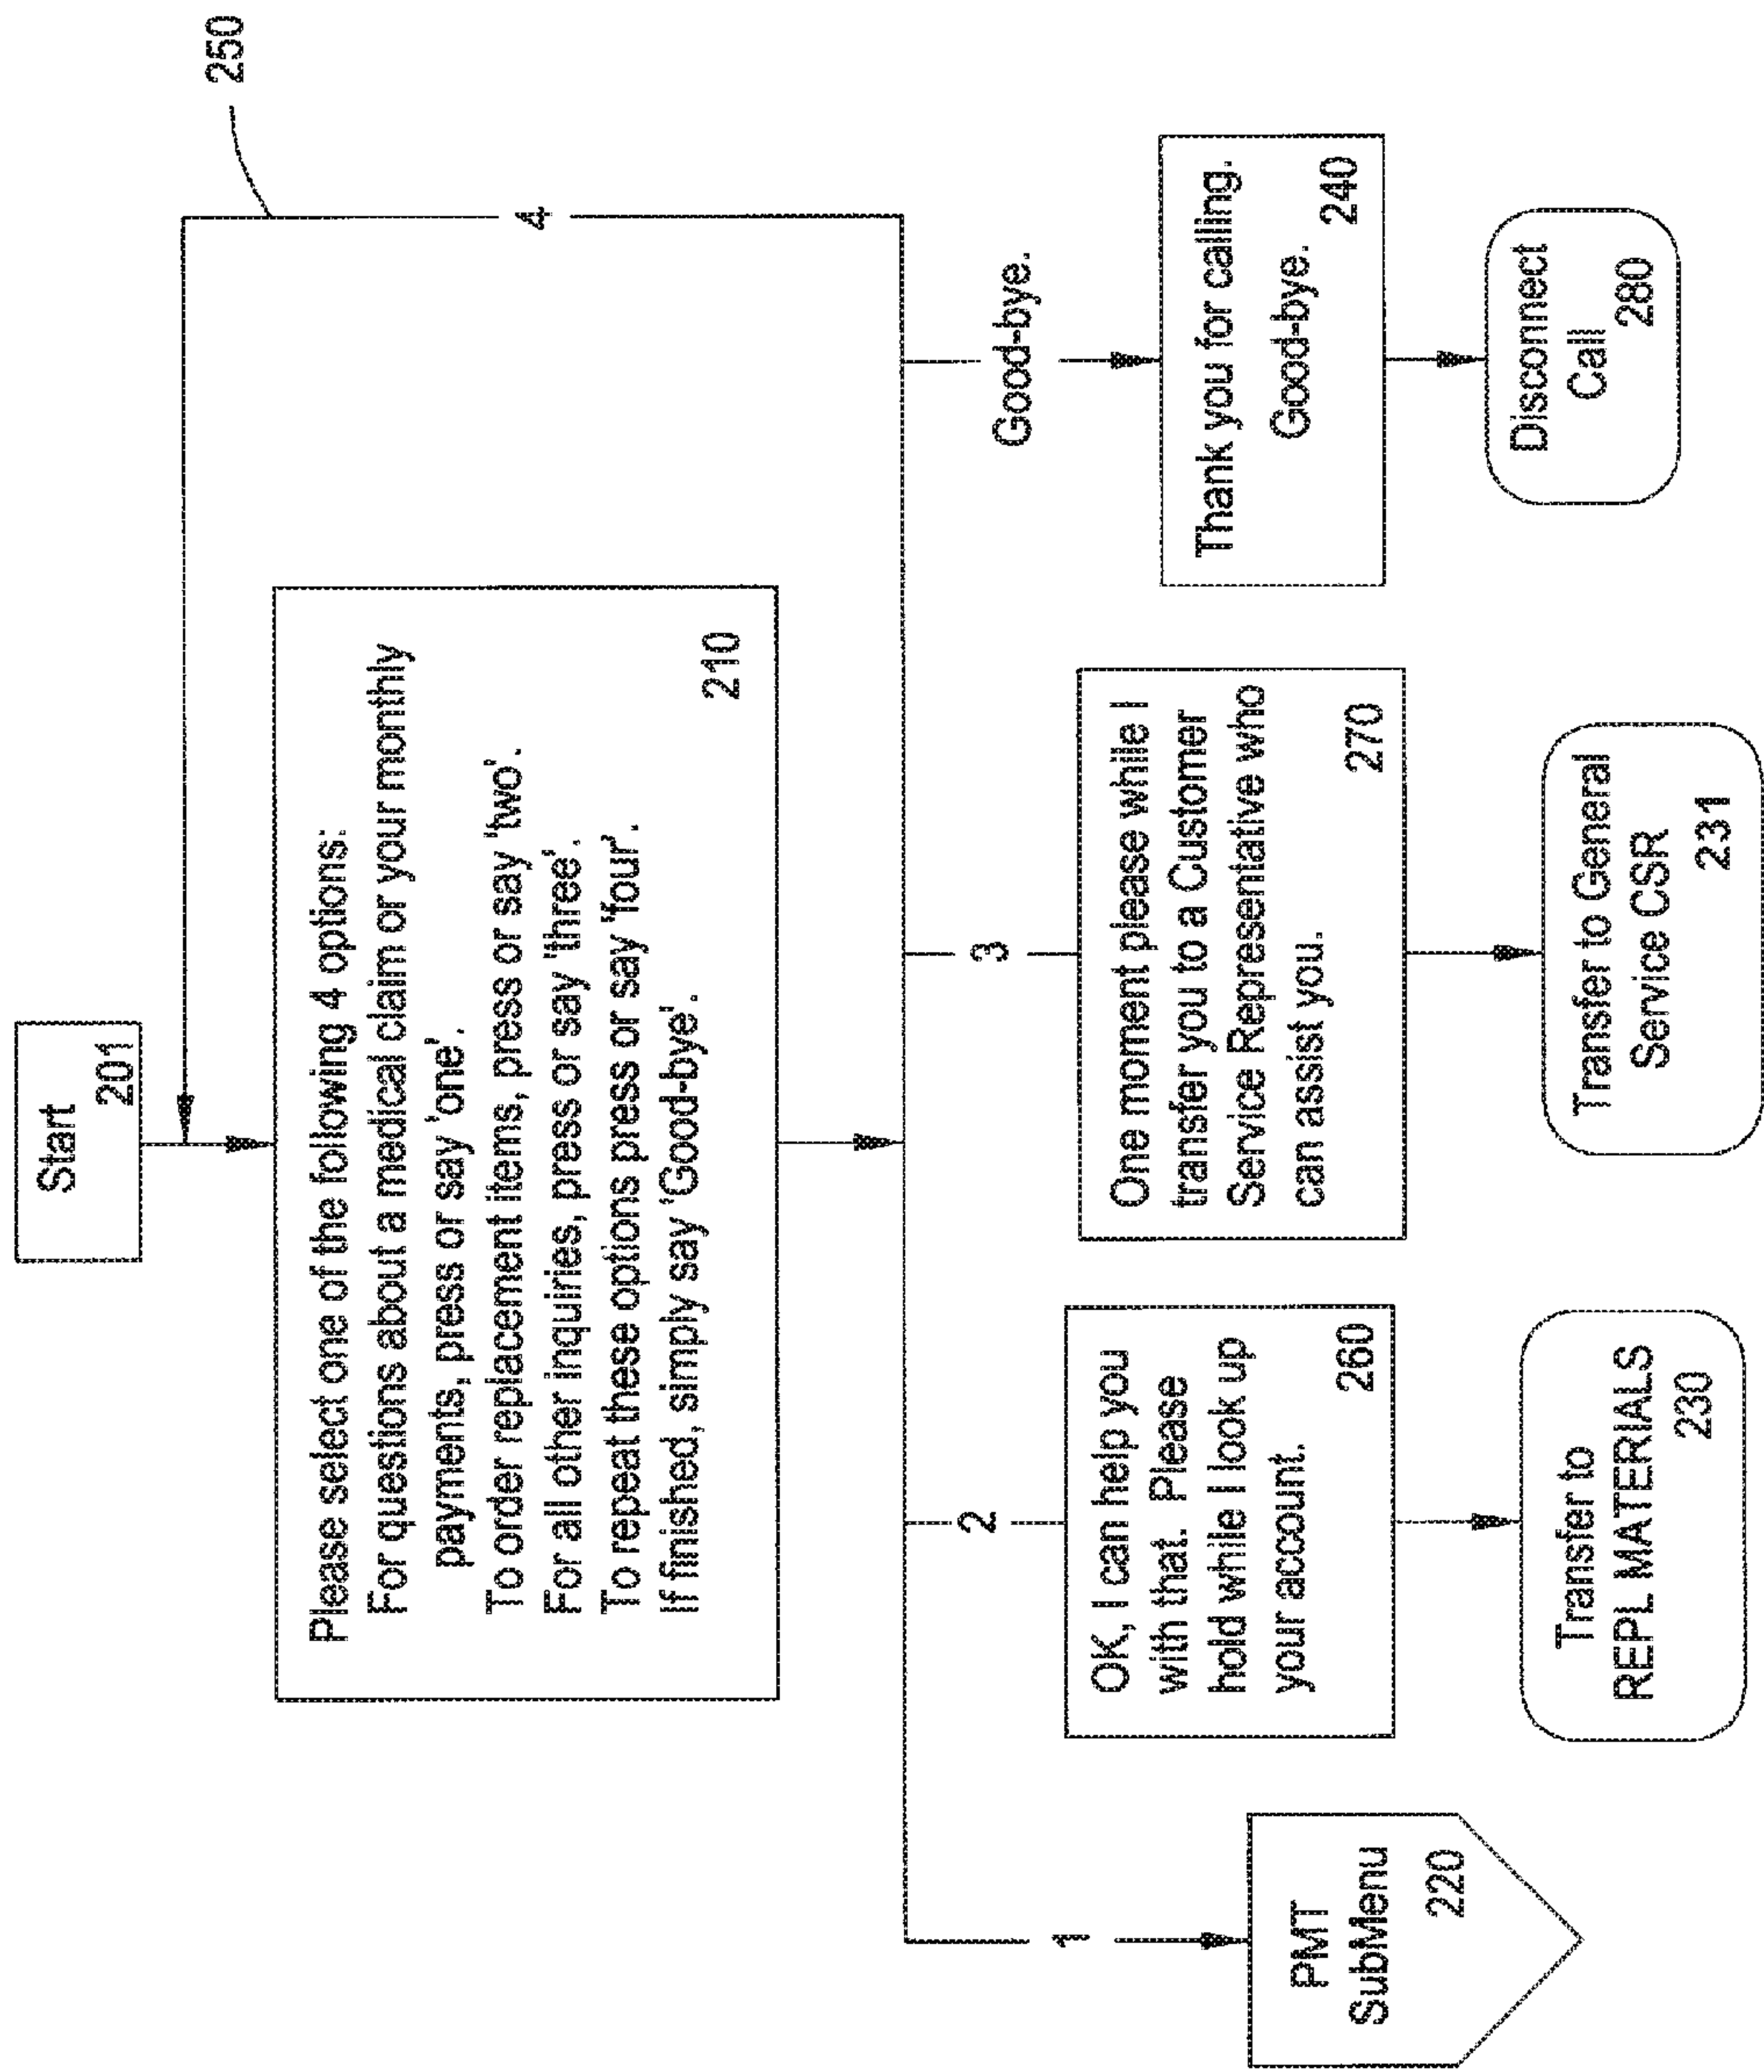 Start
201
250
Please select one of the following 4 options:
For questions about a medical claim or your monthly
payments, press or say 'one'.
To order replacement items, press or say 'two'.
For all other inquiries, press or say 'three'.
To repeat these options press or say 'four'.
If finished, simply say 'Good-bye'.
210
4
1
2
3
Good-bye.
PMT
SubMenu
220
OK, I can help you
with that. Please
hold while I look up
your account.
260
One moment please while I
transfer you to a Customer
Service Representative who
can assist you.
270
Thank you for calling.
Good-bye.
240
Transfer to
REPL MATERIALS
230
Transfer to General
Service CSR
231
Disconnect
Call
280